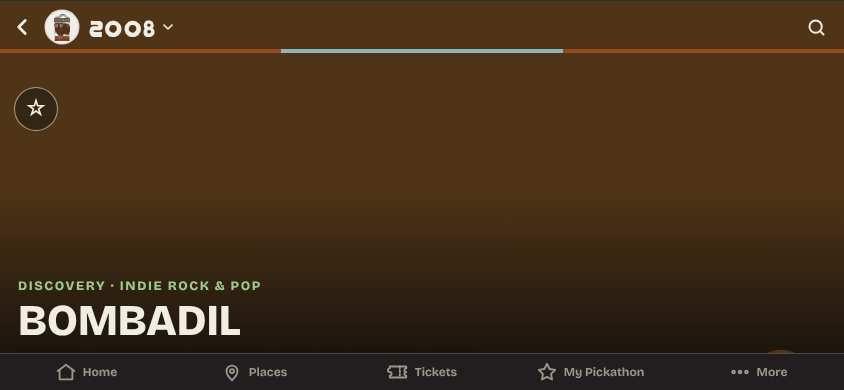 2008
DISCOVERY · INDIE ROCK & POP
BOMBADIL
Home Places Tickets My Pickathon More